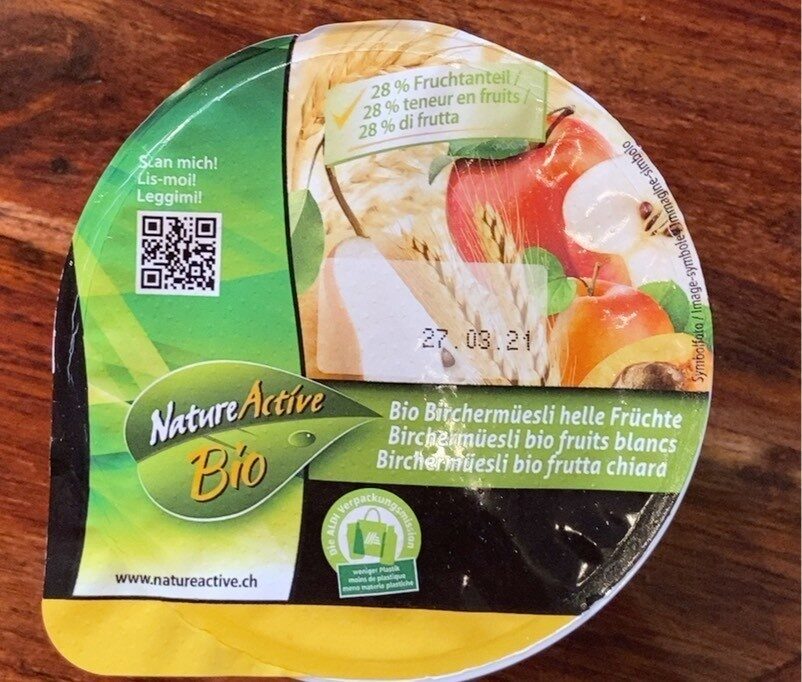 28 % Fruchtanteil /
28 % teneur en fruits /
28 % di frutta
Scan mich!
Lis-moi!
Leggimi!
Symbolfoto / Image-symbole / Immagine-simbolo
27.03.21
NatureActive
Bio
Bio Birchermüesli helle Früchte
Birchermüesli bio fruits blancs
Birchermüesli bio frutta chiara
Die ALDI Verpackungsmission
weniger Plastik
moins de plastique
meno materie plastiche
www.natureactive.ch